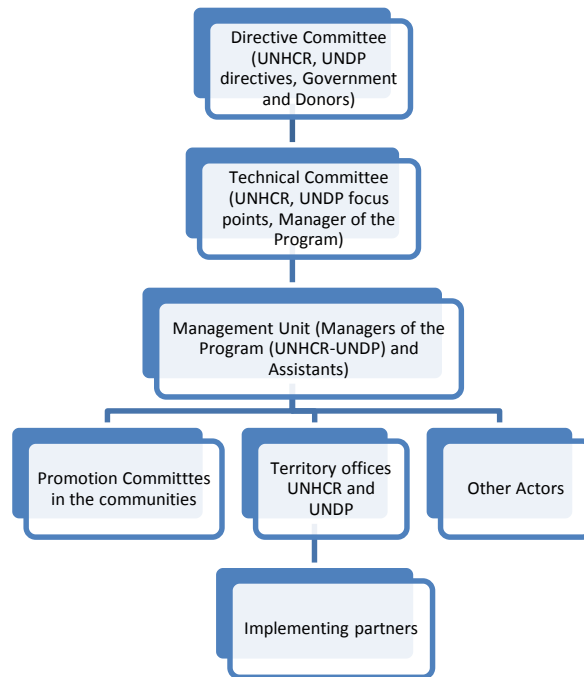 Directive Committee
(UNHCR, UNDP
directives, Government
and Donors)
Technical Committee
(UNHCR, UNDP focus
points, Manager of the
Program)
Management Unit (Managers of the
Program (UNHCR-UNDP) and
Assistants)
Promotion Committtes
in the communities
Territory offices
UNHCR and
UNDP
Other Actors
Implementing partners